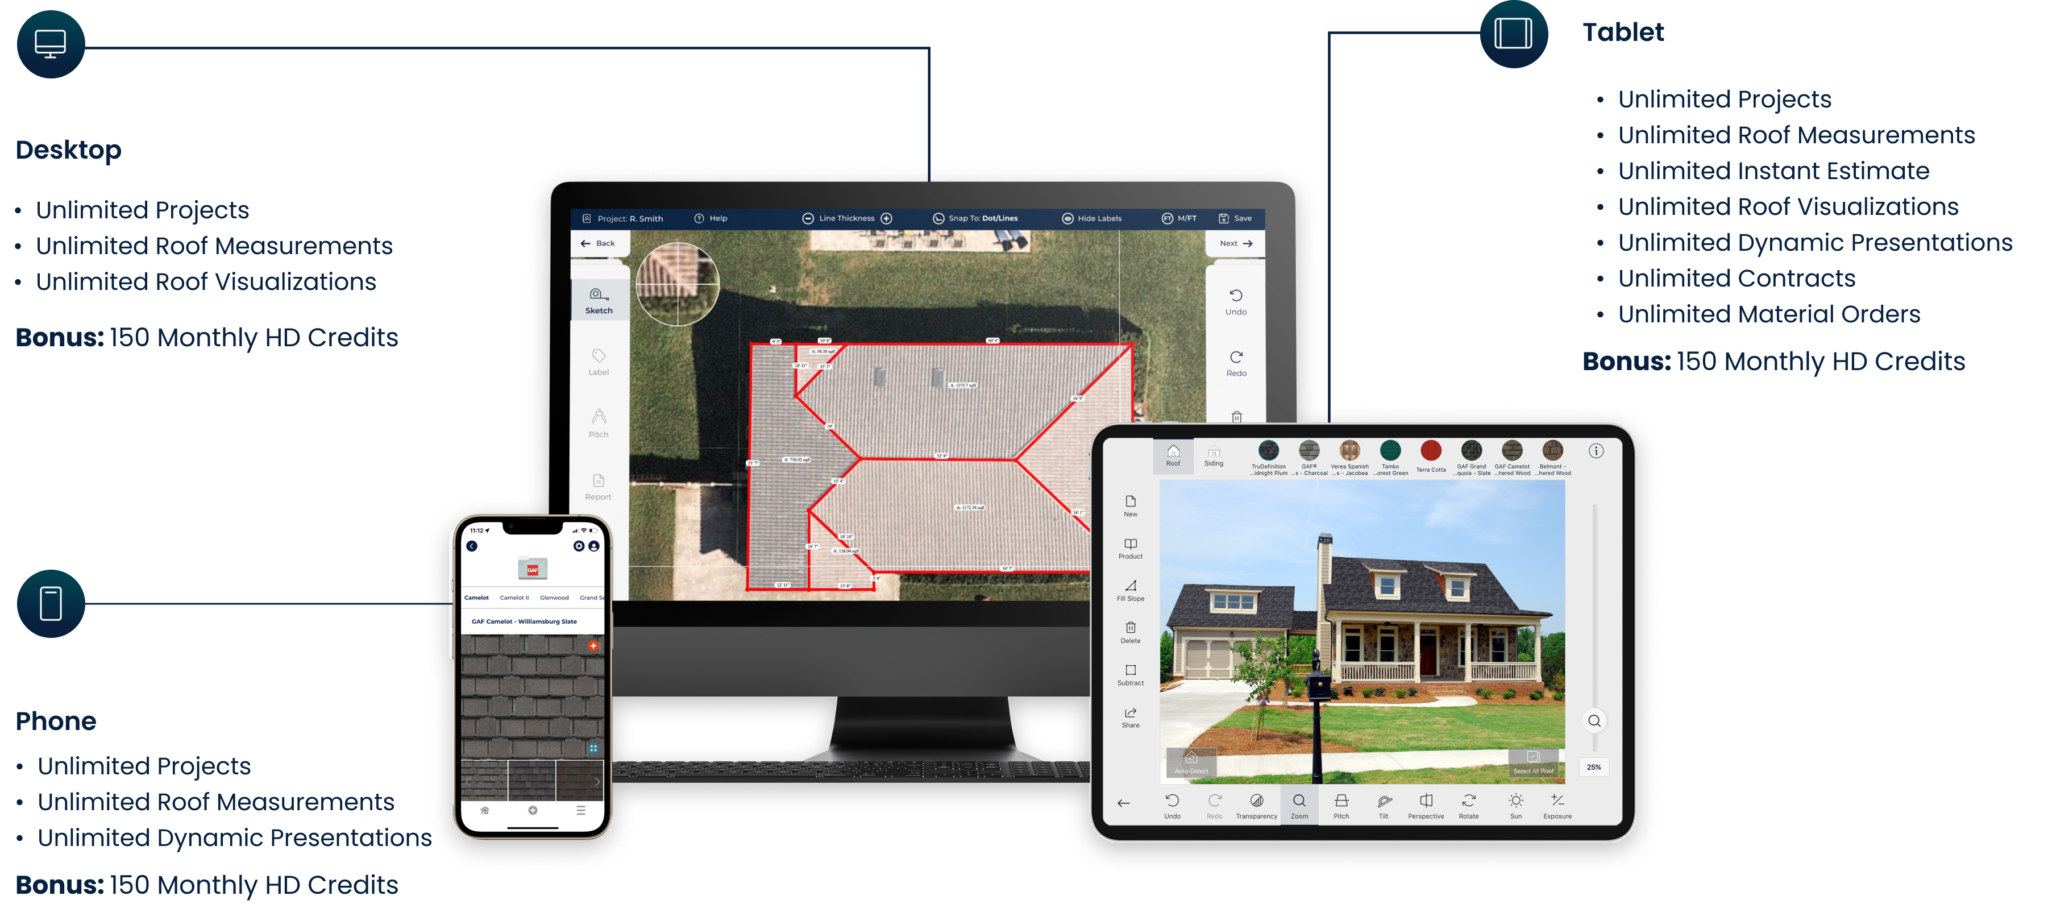 Desktop
• Unlimited Projects
• Unlimited Roof Measurements
• Unlimited Roof Visualizations
Bonus: 150 Monthly HD Credits
Tablet
• Unlimited Projects
• Unlimited Roof Measurements
• Unlimited Instant Estimate
• Unlimited Roof Visualizations
• Unlimited Dynamic Presentations
• Unlimited Contracts
• Unlimited Material Orders
Bonus: 150 Monthly HD Credits
Phone
• Unlimited Projects
• Unlimited Roof Measurements
• Unlimited Dynamic Presentations
Bonus: 150 Monthly HD Credits
Project: R. Smith Help Line Thickness Snap To: Dot/Lines Hide Labels FT M/FT Save
Back Next
Sketch
Label
Pitch
Report
Undo
Redo
11:12
GAF
Camelot Camelot II Glenwood Grand Se
GAF Camelot - Williamsburg Slate
Roof Siding
TruDefinition
...idnight Plum
GAF®
...s - Charcoal
Verea Spanish
...s - Jacobea
Tamko
...orest Green
Terra Cotta
GAF Grand
...quoia - Slate
GAF Camelot
...hered Wood
Belmont -
...hered Wood
New
Product
Fill Slope
Delete
Subtract
Share
Auto-Detect
Select All Roof
25%
Undo Redo Transparency Zoom Pitch Tilt Perspective Rotate Sun Exposure